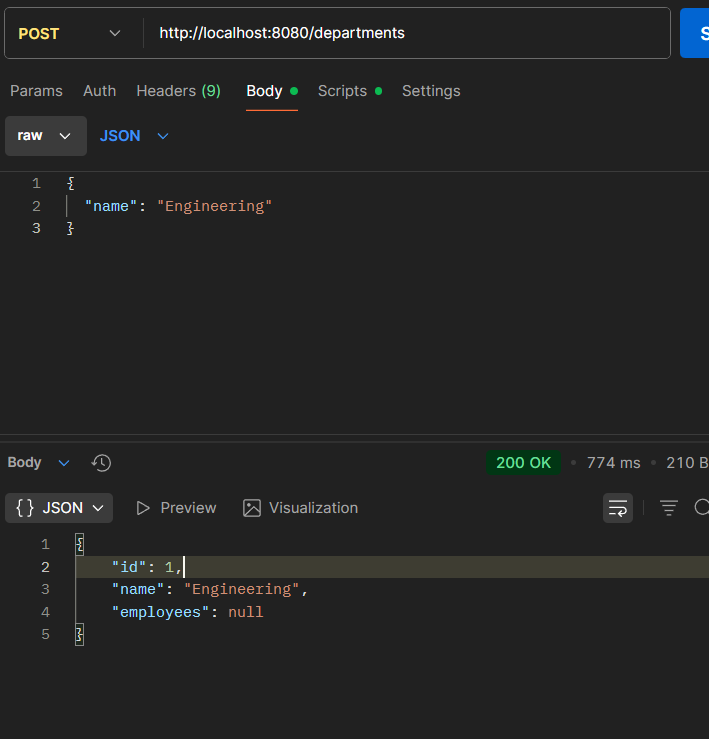 POST http://localhost:8080/departments
Params Auth Headers (9) Body Scripts Settings
raw JSON
1 {
2 "name": "Engineering"
3 }
Body 200 OK 774 ms 210 B
{} JSON Preview Visualization
1 {
2 "id": 1,
3 "name": "Engineering",
4 "employees": null
5 }